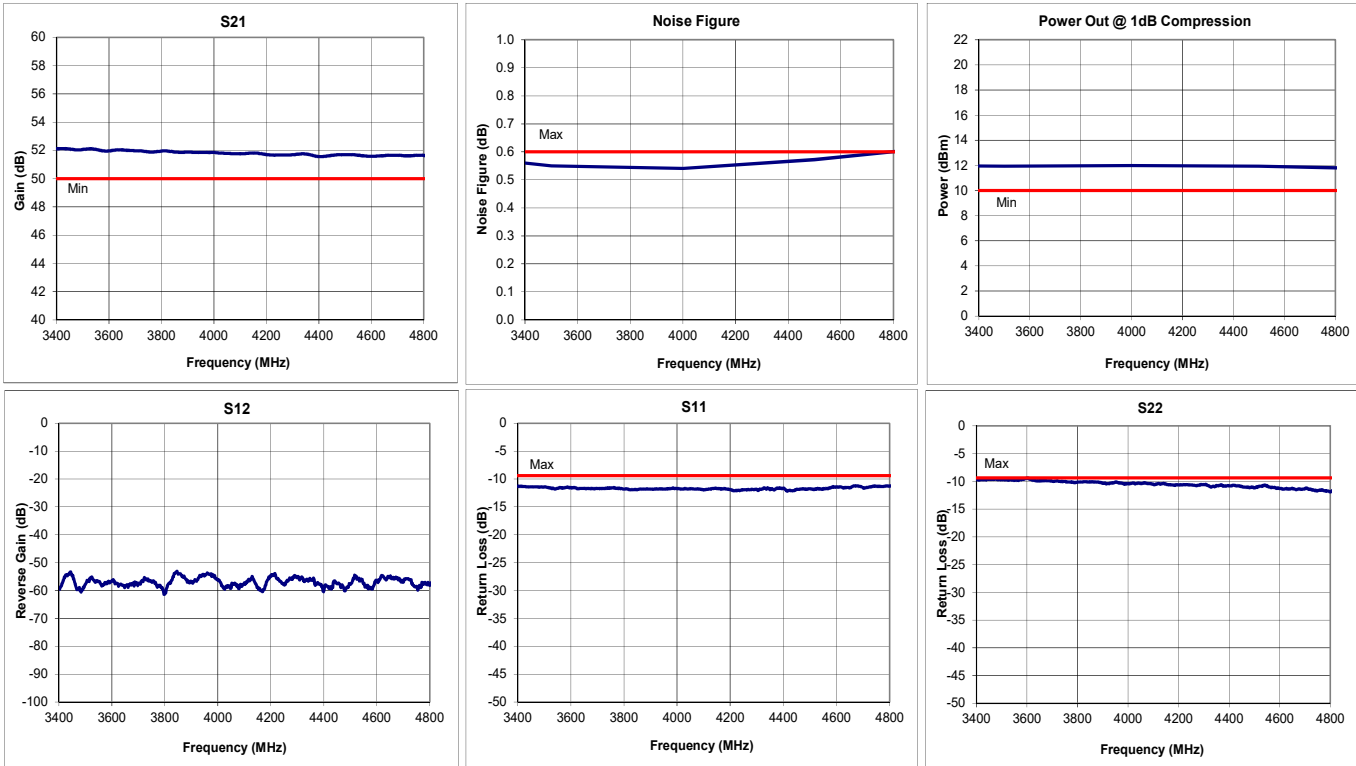 S21
60
58
56
54
52
50
48
46
44
42
40
Gain (dB)
Min
3400 3600 3800 4000 4200 4400 4600 4800
Frequency (MHz)
Noise Figure
1.0
0.9
0.8
0.7
0.6
0.5
0.4
0.3
0.2
0.1
0.0
Noise Figure (dB)
Max
3400 3600 3800 4000 4200 4400 4600 4800
Frequency (MHz)
Power Out @ 1dB Compression
22
20
18
16
14
12
10
8
6
4
2
0
Power (dBm)
Min
3400 3600 3800 4000 4200 4400 4600 4800
Frequency (MHz)
S12
0
-10
-20
-30
-40
-50
-60
-70
-80
-90
-100
Reverse Gain (dB)
3400 3600 3800 4000 4200 4400 4600 4800
Frequency (MHz)
S11
0
-5
-10
-15
-20
-25
-30
-35
-40
-45
-50
Return Loss (dB)
Max
3400 3600 3800 4000 4200 4400 4600 4800
Frequency (MHz)
S22
0
-5
-10
-15
-20
-25
-30
-35
-40
-45
-50
Return Loss (dB)
Max
3400 3600 3800 4000 4200 4400 4600 4800
Frequency (MHz)